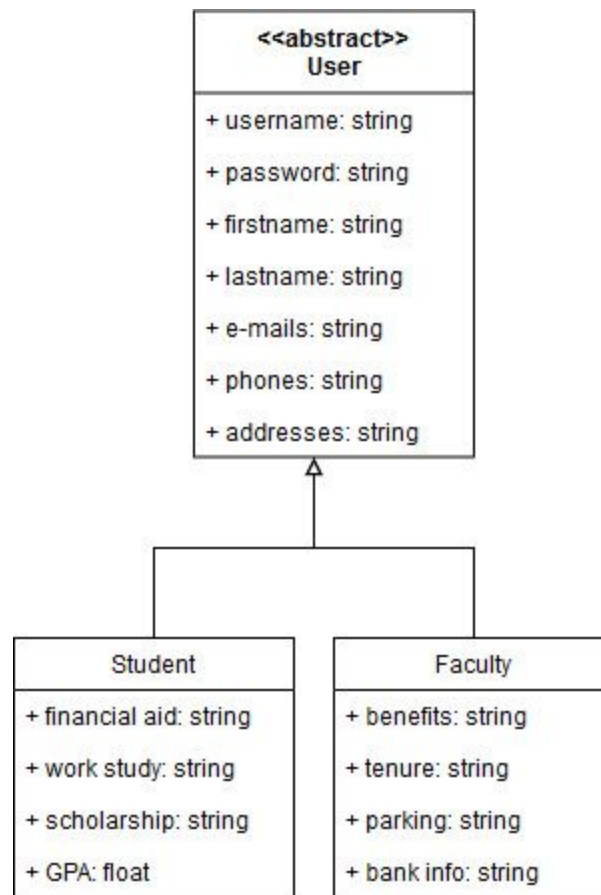 <<abstract>>
User
+ username: string
+ password: string
+ firstname: string
+ lastname: string
+ e-mails: string
+ phones: string
+ addresses: string
Student
+ financial aid: string
+ work study: string
+ scholarship: string
+ GPA: float
Faculty
+ benefits: string
+ tenure: string
+ parking: string
+ bank info: string